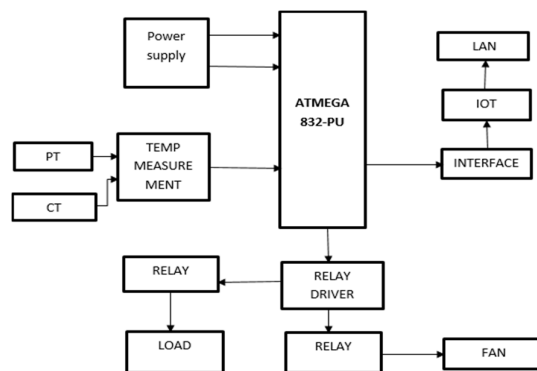 Power
supply
ATMEGA
832-PU
LAN
IOT
INTERFACE
PT
CT
TEMP
MEASURE
MENT
RELAY
RELAY
DRIVER
LOAD
RELAY
FAN